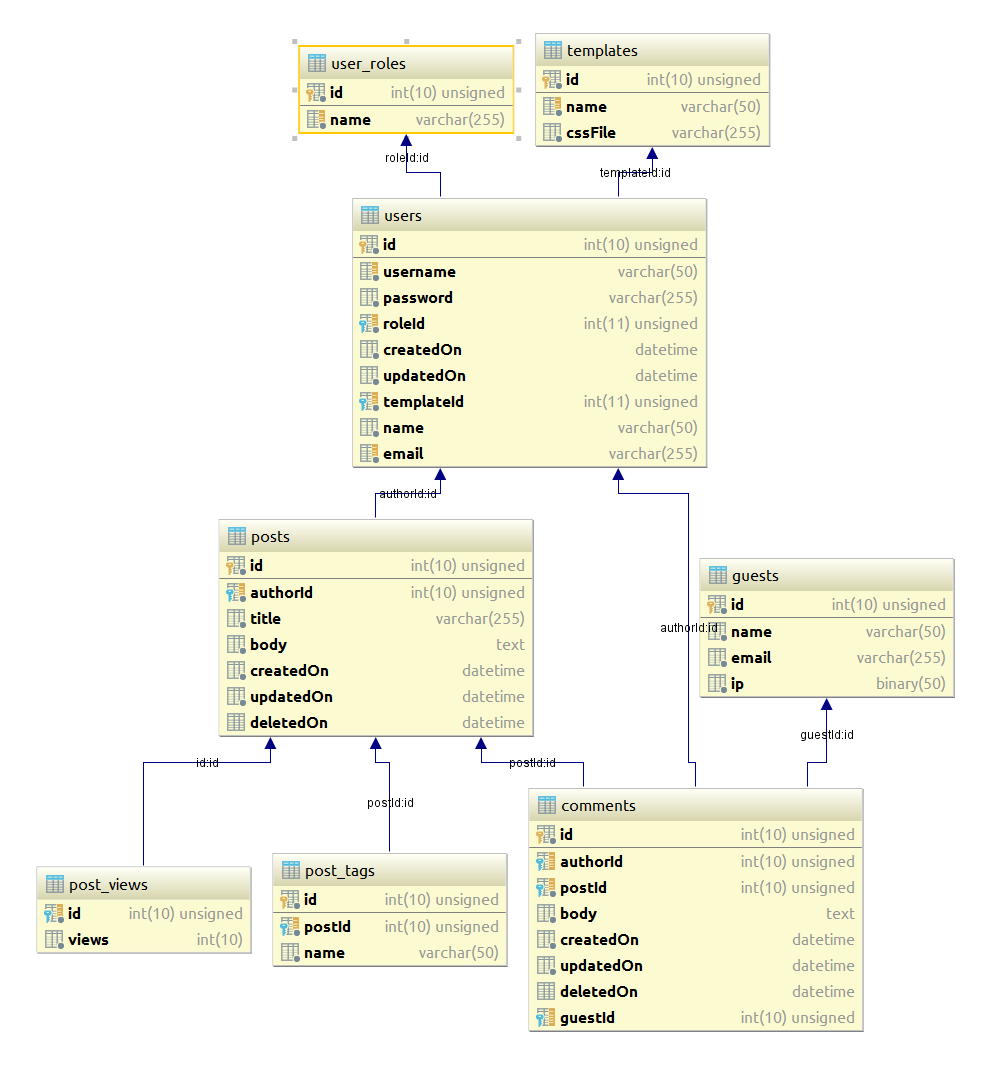 user_roles
id int(10) unsigned
name varchar(255)
templates
id int(10) unsigned
name varchar(50)
cssFile varchar(255)
roleId:id
templateId:id
users
id int(10) unsigned
username varchar(50)
password varchar(255)
roleId int(11) unsigned
createdOn datetime
updatedOn datetime
templateId int(11) unsigned
name varchar(50)
email varchar(255)
authorId:id
posts
id int(10) unsigned
authorId int(10) unsigned
title varchar(255)
body text
createdOn datetime
updatedOn datetime
deletedOn datetime
authorId:id
guests
id int(10) unsigned
name varchar(50)
email varchar(255)
ip binary(50)
id:id
postId:id
postId:id
guestId:id
post_views
id int(10) unsigned
views int(10)
post_tags
id int(10) unsigned
postId int(10) unsigned
name varchar(50)
comments
id int(10) unsigned
authorId int(10) unsigned
postId int(10) unsigned
body text
createdOn datetime
updatedOn datetime
deletedOn datetime
guestId int(10) unsigned